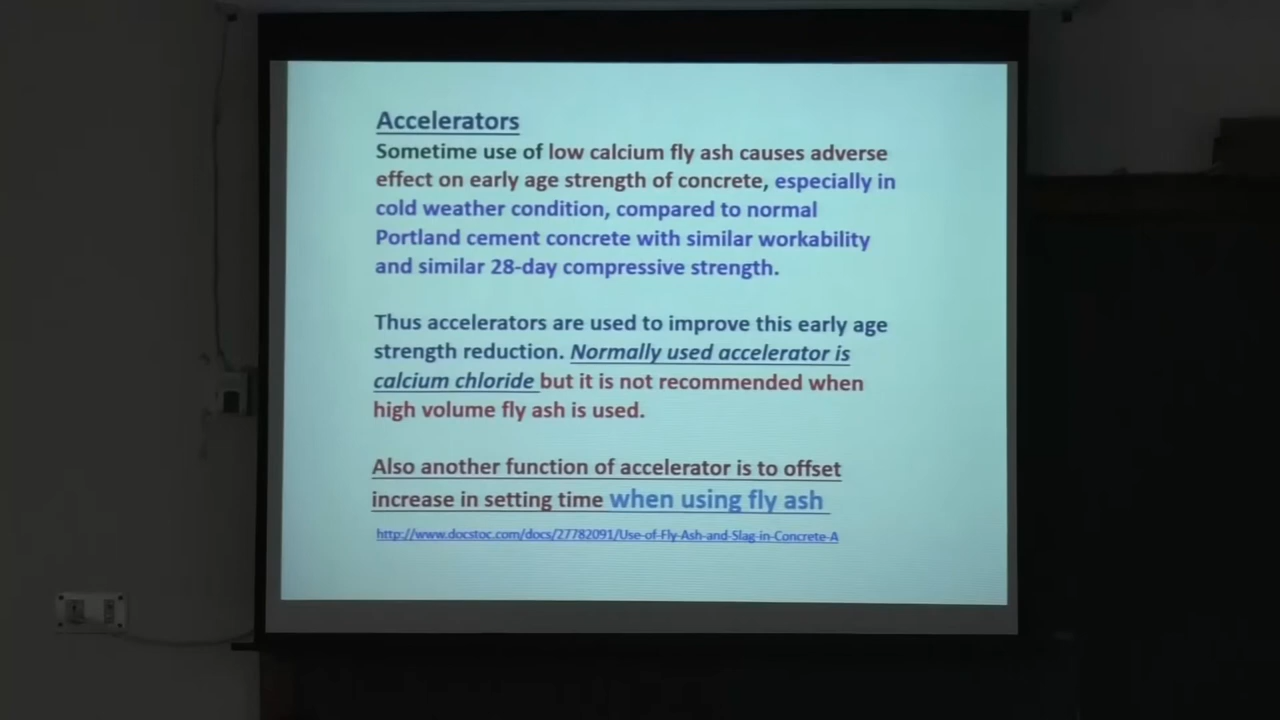 Accelerators
Sometime use of low calcium fly ash causes adverse
effect on early age strength of concrete, especially in
cold weather condition, compared to normal
Portland cement concrete with similar workability
and similar 28-day compressive strength.
Thus accelerators are used to improve this early age
strength reduction. Normally used accelerator is
calcium chloride but it is not recommended when
high volume fly ash is used.
Also another function of accelerator is to offset
increase in setting time when using fly ash
http://www.docstoc.com/docs/27782091/Use-of-Fly-Ash-and-Slag-in-Concrete-A